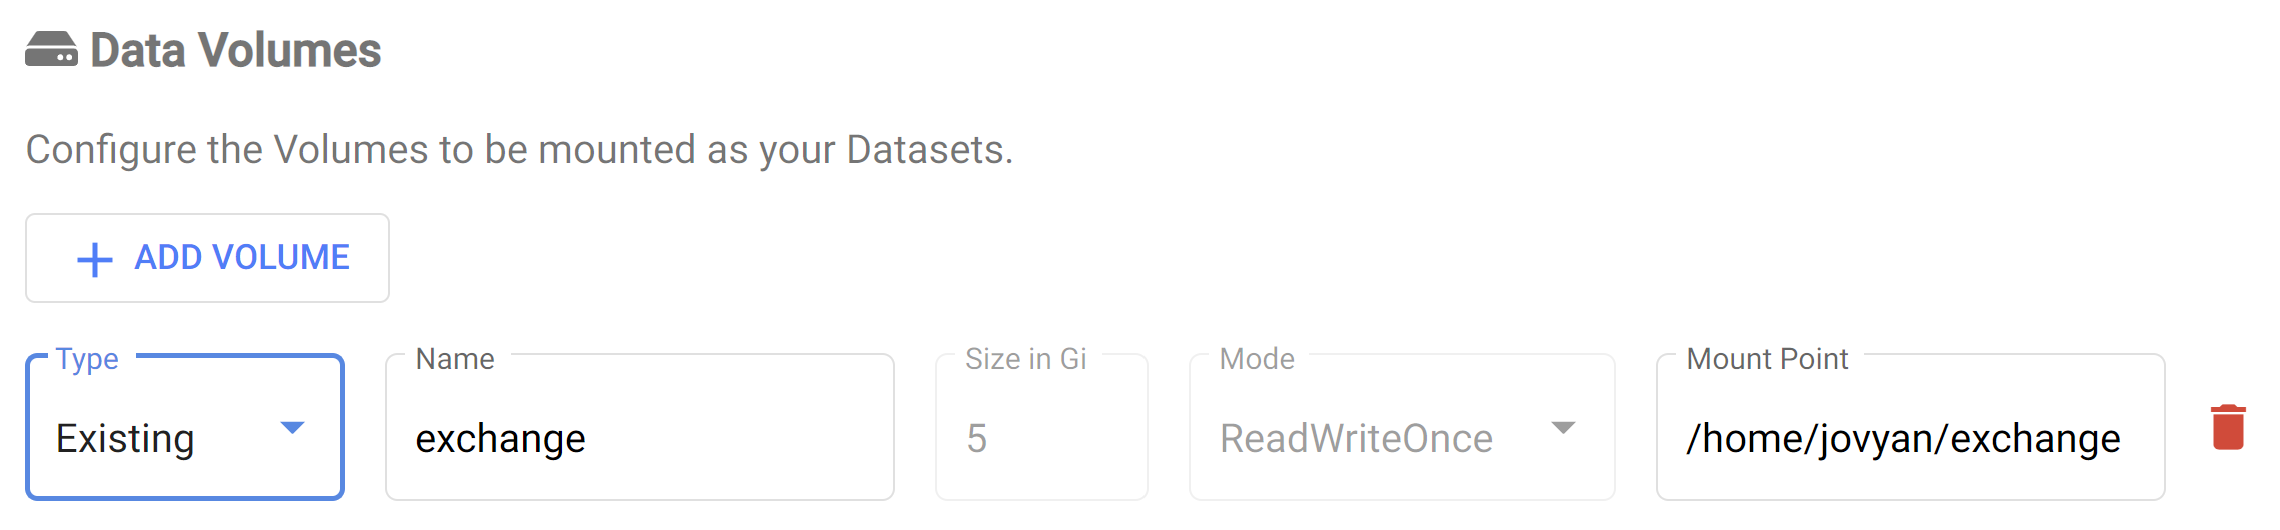 Data Volumes
Configure the Volumes to be mounted as your Datasets.
ADD VOLUME
Type Name Size in Gi Mode Mount Point
Existing exchange 5 ReadWriteOnce /home/jovyan/exchange